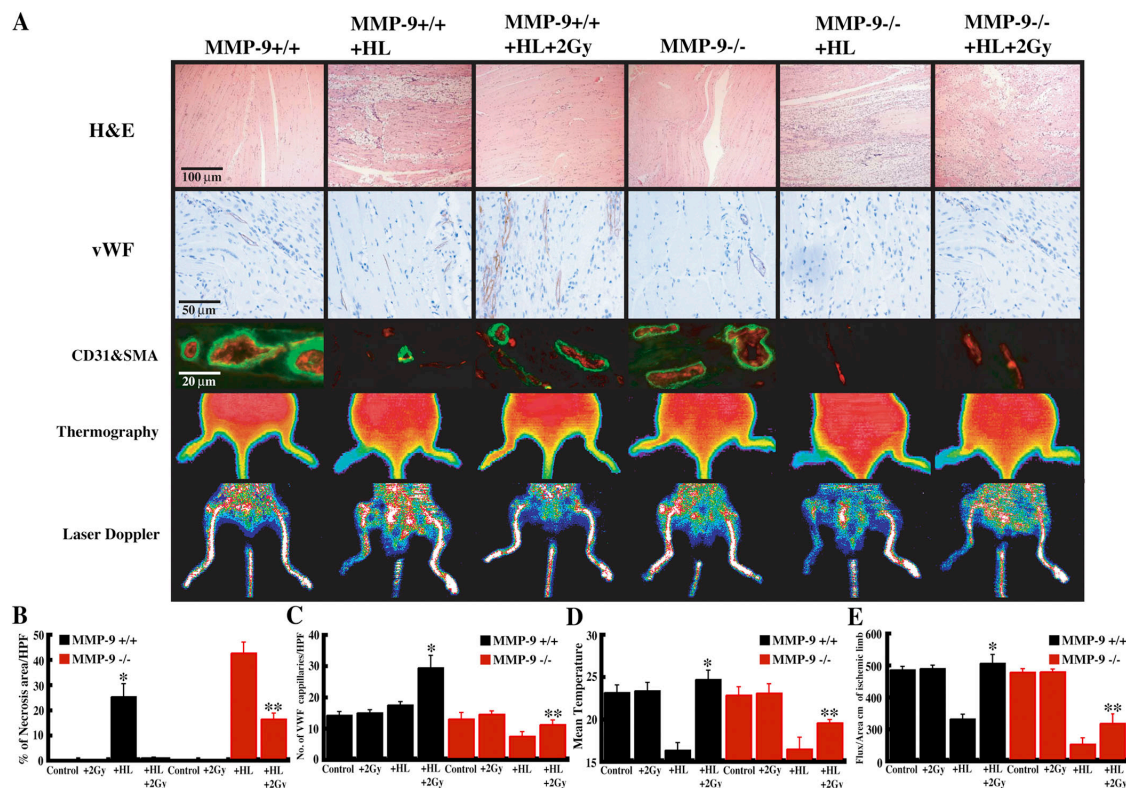 A
MMP-9+/+
MMP-9+/+
+HL
MMP-9+/+
+HL+2Gy
MMP-9-/-
MMP-9-/-
+HL
MMP-9-/-
+HL+2Gy
H&E
100 μm
vWF
50 μm
CD31&SMA
20 μm
Thermography
Laser Doppler
B
% of Necrosis area/HPF
50
40
30
20
10
0
MMP-9 +/+
MMP-9 -/-
*
**
Control +2Gy +HL +HL +2Gy Control +2Gy +HL +HL +2Gy
C
No. of VWF cappillaries/HPF
40
30
20
10
0
MMP-9 +/+
MMP-9 -/-
*
**
Control +2Gy +HL +HL +2Gy Control +2Gy +HL +HL +2Gy
D
Mean Temperature
30
25
20
15
MMP-9 +/+
MMP-9 -/-
*
**
Control +2Gy +HL +HL +2Gy Control +2Gy +HL +HL +2Gy
E
Flux/Area cm of ischemic limb
600
500
400
300
200
100
0
MMP-9 +/+
MMP-9 -/-
*
**
Control +2Gy +HL +HL +2Gy Control +2Gy +HL +HL +2Gy